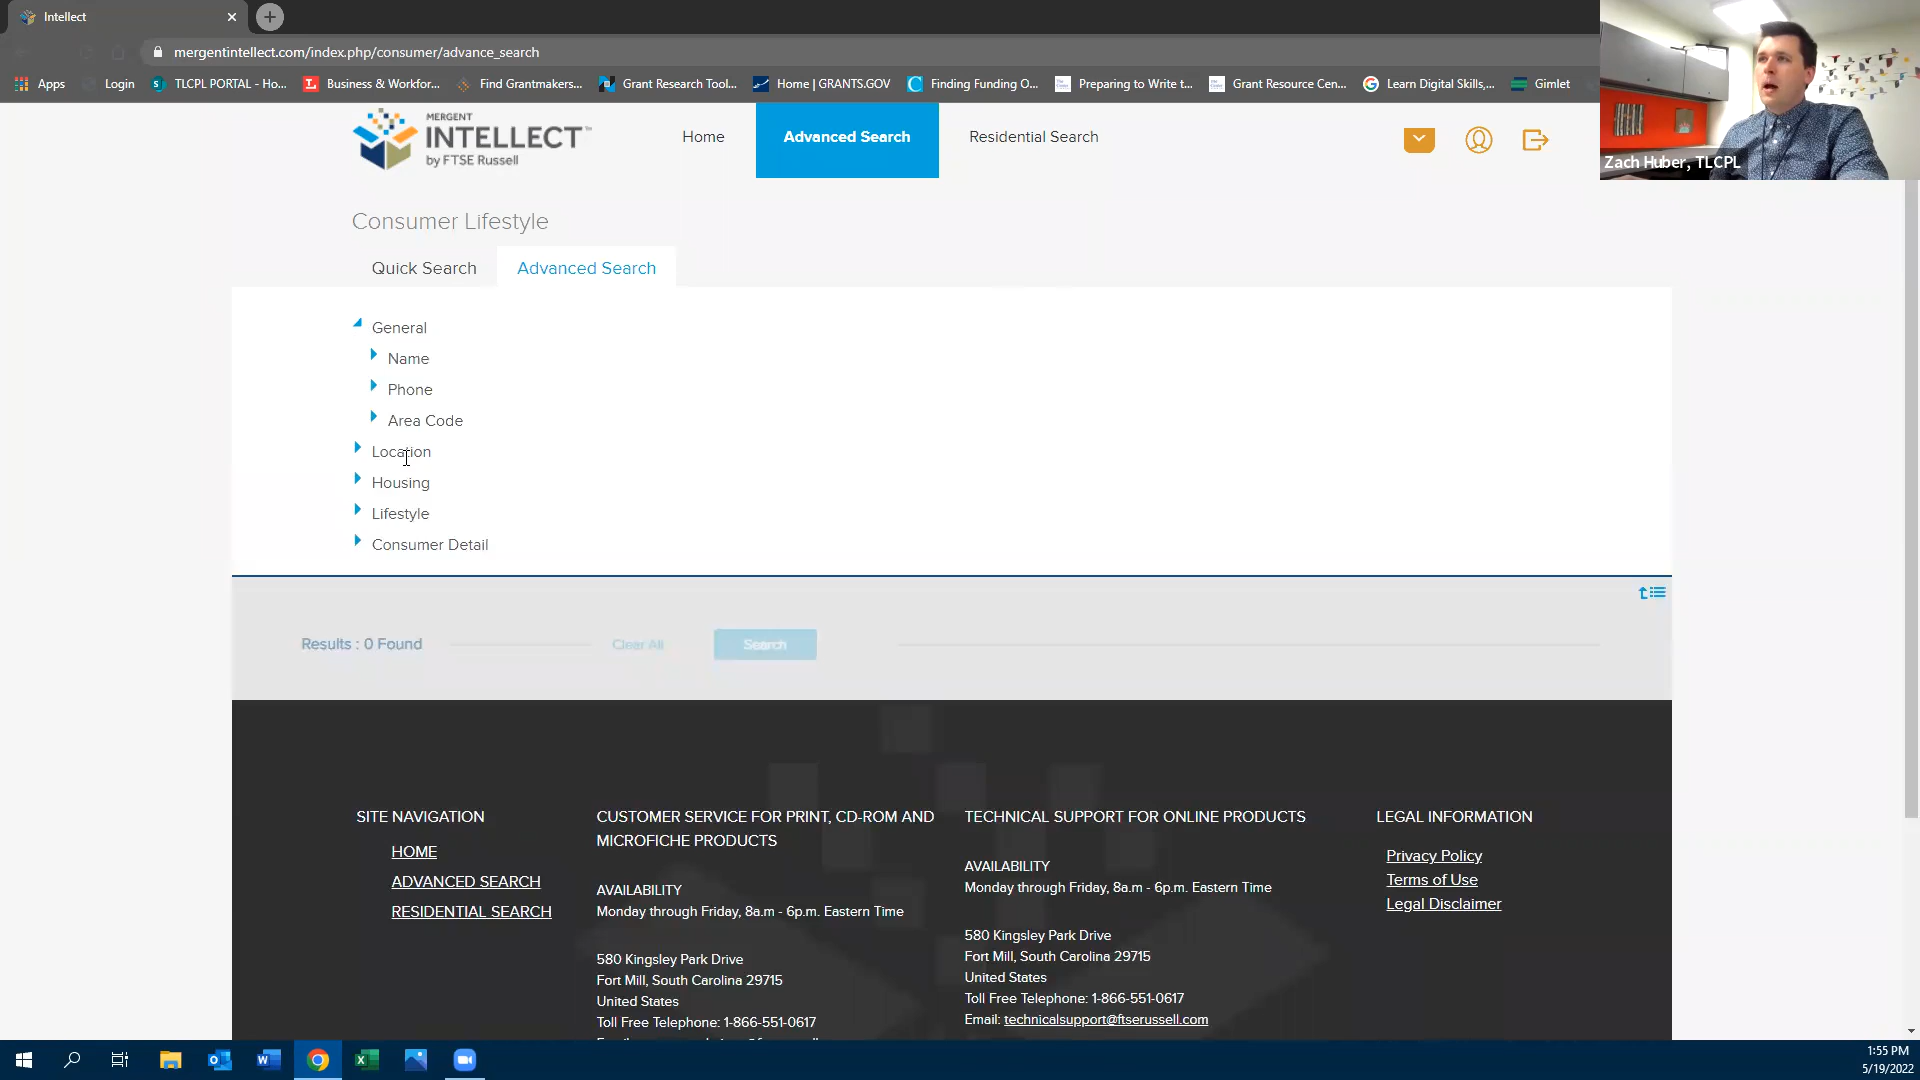 Intellect
mergentintellect.com/index.php/consumer/advance_search
Apps Login TLCPL PORTAL - Ho... Business & Workfor... Find Grantmakers... Grant Research Tool... Home | GRANTS.GOV Finding Funding O... Preparing to Write t... Grant Resource Cen... Learn Digital Skills,... Gimlet
Zach Huber, TLCPL
MERGENT
INTELLECT™
by FTSE Russell
Home Advanced Search Residential Search
Consumer Lifestyle
Quick Search Advanced Search
General
Name
Phone
Area Code
Location
Housing
Lifestyle
Consumer Detail
Results : 0 Found Clear All Search
SITE NAVIGATION
HOME
ADVANCED SEARCH
RESIDENTIAL SEARCH
CUSTOMER SERVICE FOR PRINT, CD-ROM AND
MICROFICHE PRODUCTS
AVAILABILITY
Monday through Friday, 8a.m - 6p.m. Eastern Time
580 Kingsley Park Drive
Fort Mill, South Carolina 29715
United States
Toll Free Telephone: 1-866-551-0617
TECHNICAL SUPPORT FOR ONLINE PRODUCTS
AVAILABILITY
Monday through Friday, 8a.m - 6p.m. Eastern Time
580 Kingsley Park Drive
Fort Mill, South Carolina 29715
United States
Toll Free Telephone: 1-866-551-0617
Email: technicalsupport@ftserussell.com
LEGAL INFORMATION
Privacy Policy
Terms of Use
Legal Disclaimer
1:55 PM
5/19/2022